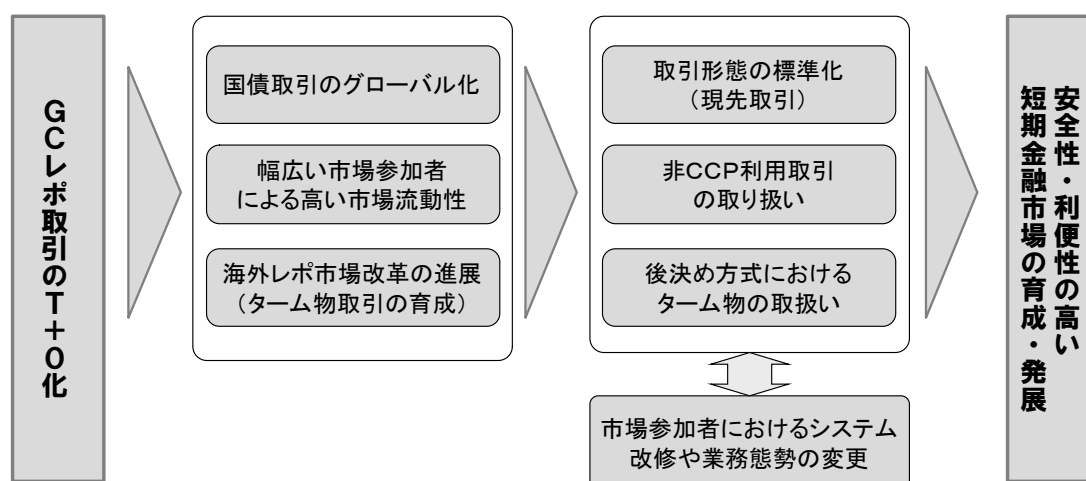 GCレポ取引のT+0化
国債取引のグローバル化
幅広い市場参加者
による高い市場流動性
海外レポ市場改革の進展
(ターム物取引の育成)
取引形態の標準化
(現先取引)
非CCP利用取引
の取り扱い
後決め方式における
ターム物の取扱い
市場参加者におけるシステム
改修や業務態勢の変更
安全性・利便性の高い
短期金融市場の育成・発展